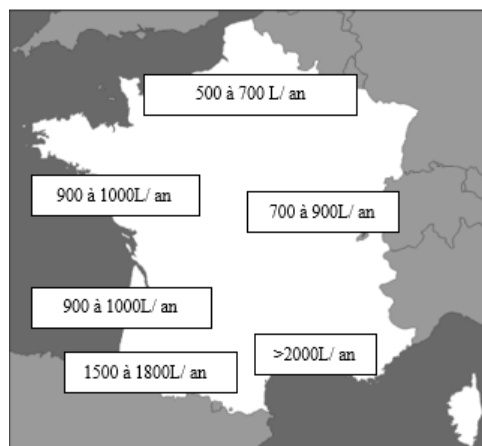 500 à 700 L/ an
900 à 1000L/ an
700 à 900L/ an
900 à 1000L/ an
>2000L/ an
1500 à 1800L/ an